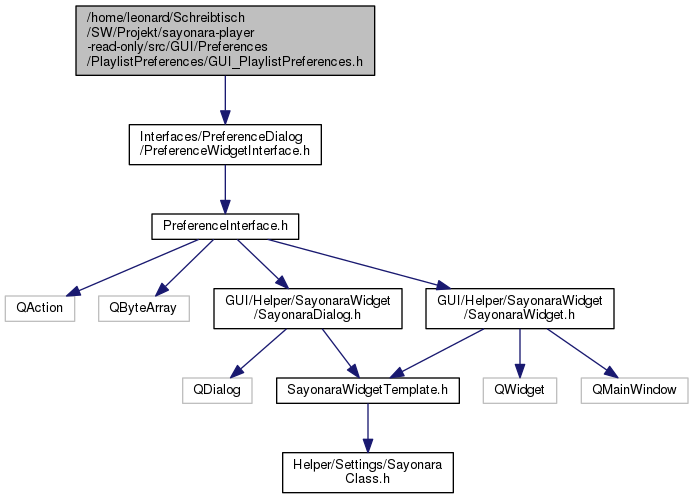 /home/leonard/Schreibtisch
/SW/Projekt/sayonara-player
-read-only/src/GUI/Preferences
/PlaylistPreferences/GUI_PlaylistPreferences.h
Interfaces/PreferenceDialog
/PreferenceWidgetInterface.h
PreferenceInterface.h
QAction
QByteArray
GUI/Helper/SayonaraWidget
/SayonaraDialog.h
GUI/Helper/SayonaraWidget
/SayonaraWidget.h
QDialog
SayonaraWidgetTemplate.h
QWidget
QMainWindow
Helper/Settings/Sayonara
Class.h